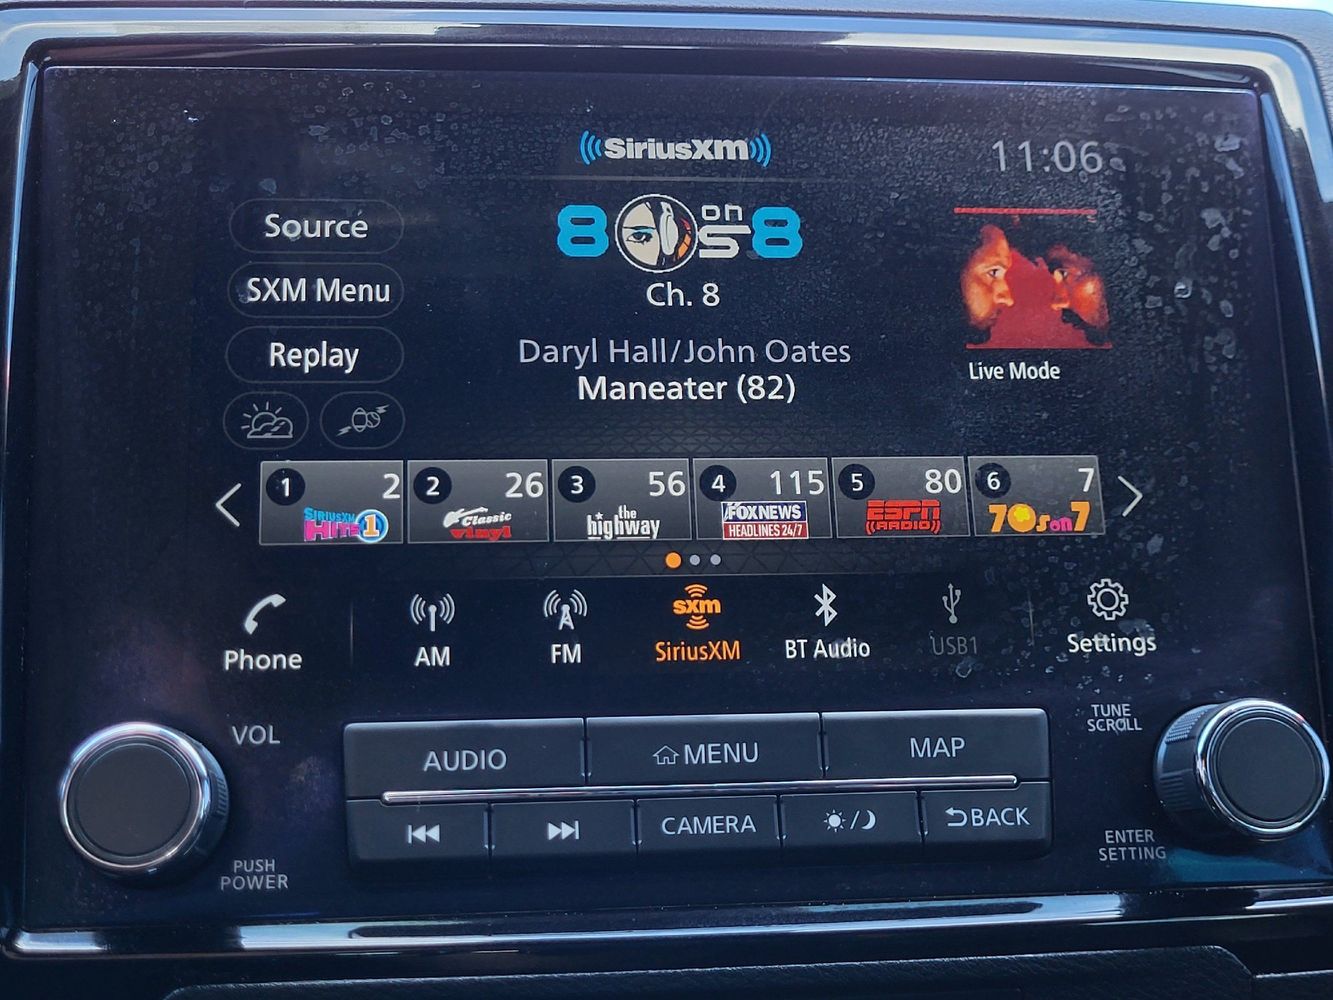 SiriusXM
11:06
Source
SXM Menu
Replay
80s on 8
Ch. 8
Daryl Hall/John Oates
Maneater (82)
Live Mode
1 2
SIRIUSXM HITS 1
2 26
Classic vinyl
3 56
the highway
4 115
FOX NEWS
HEADLINES 24/7
5 80
ESPN
RADIO
6 7
70s on 7
Phone
AM
FM
sxm
SiriusXM
BT Audio
USB1
Settings
VOL
PUSH
POWER
AUDIO
MENU
MAP
CAMERA
/
BACK
TUNE
SCROLL
ENTER
SETTING